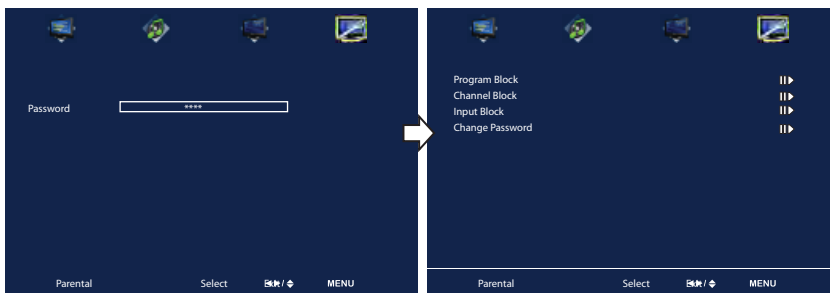 Password ****
Parental Select / MENU
Program Block
Channel Block
Input Block
Change Password
Parental Select / MENU